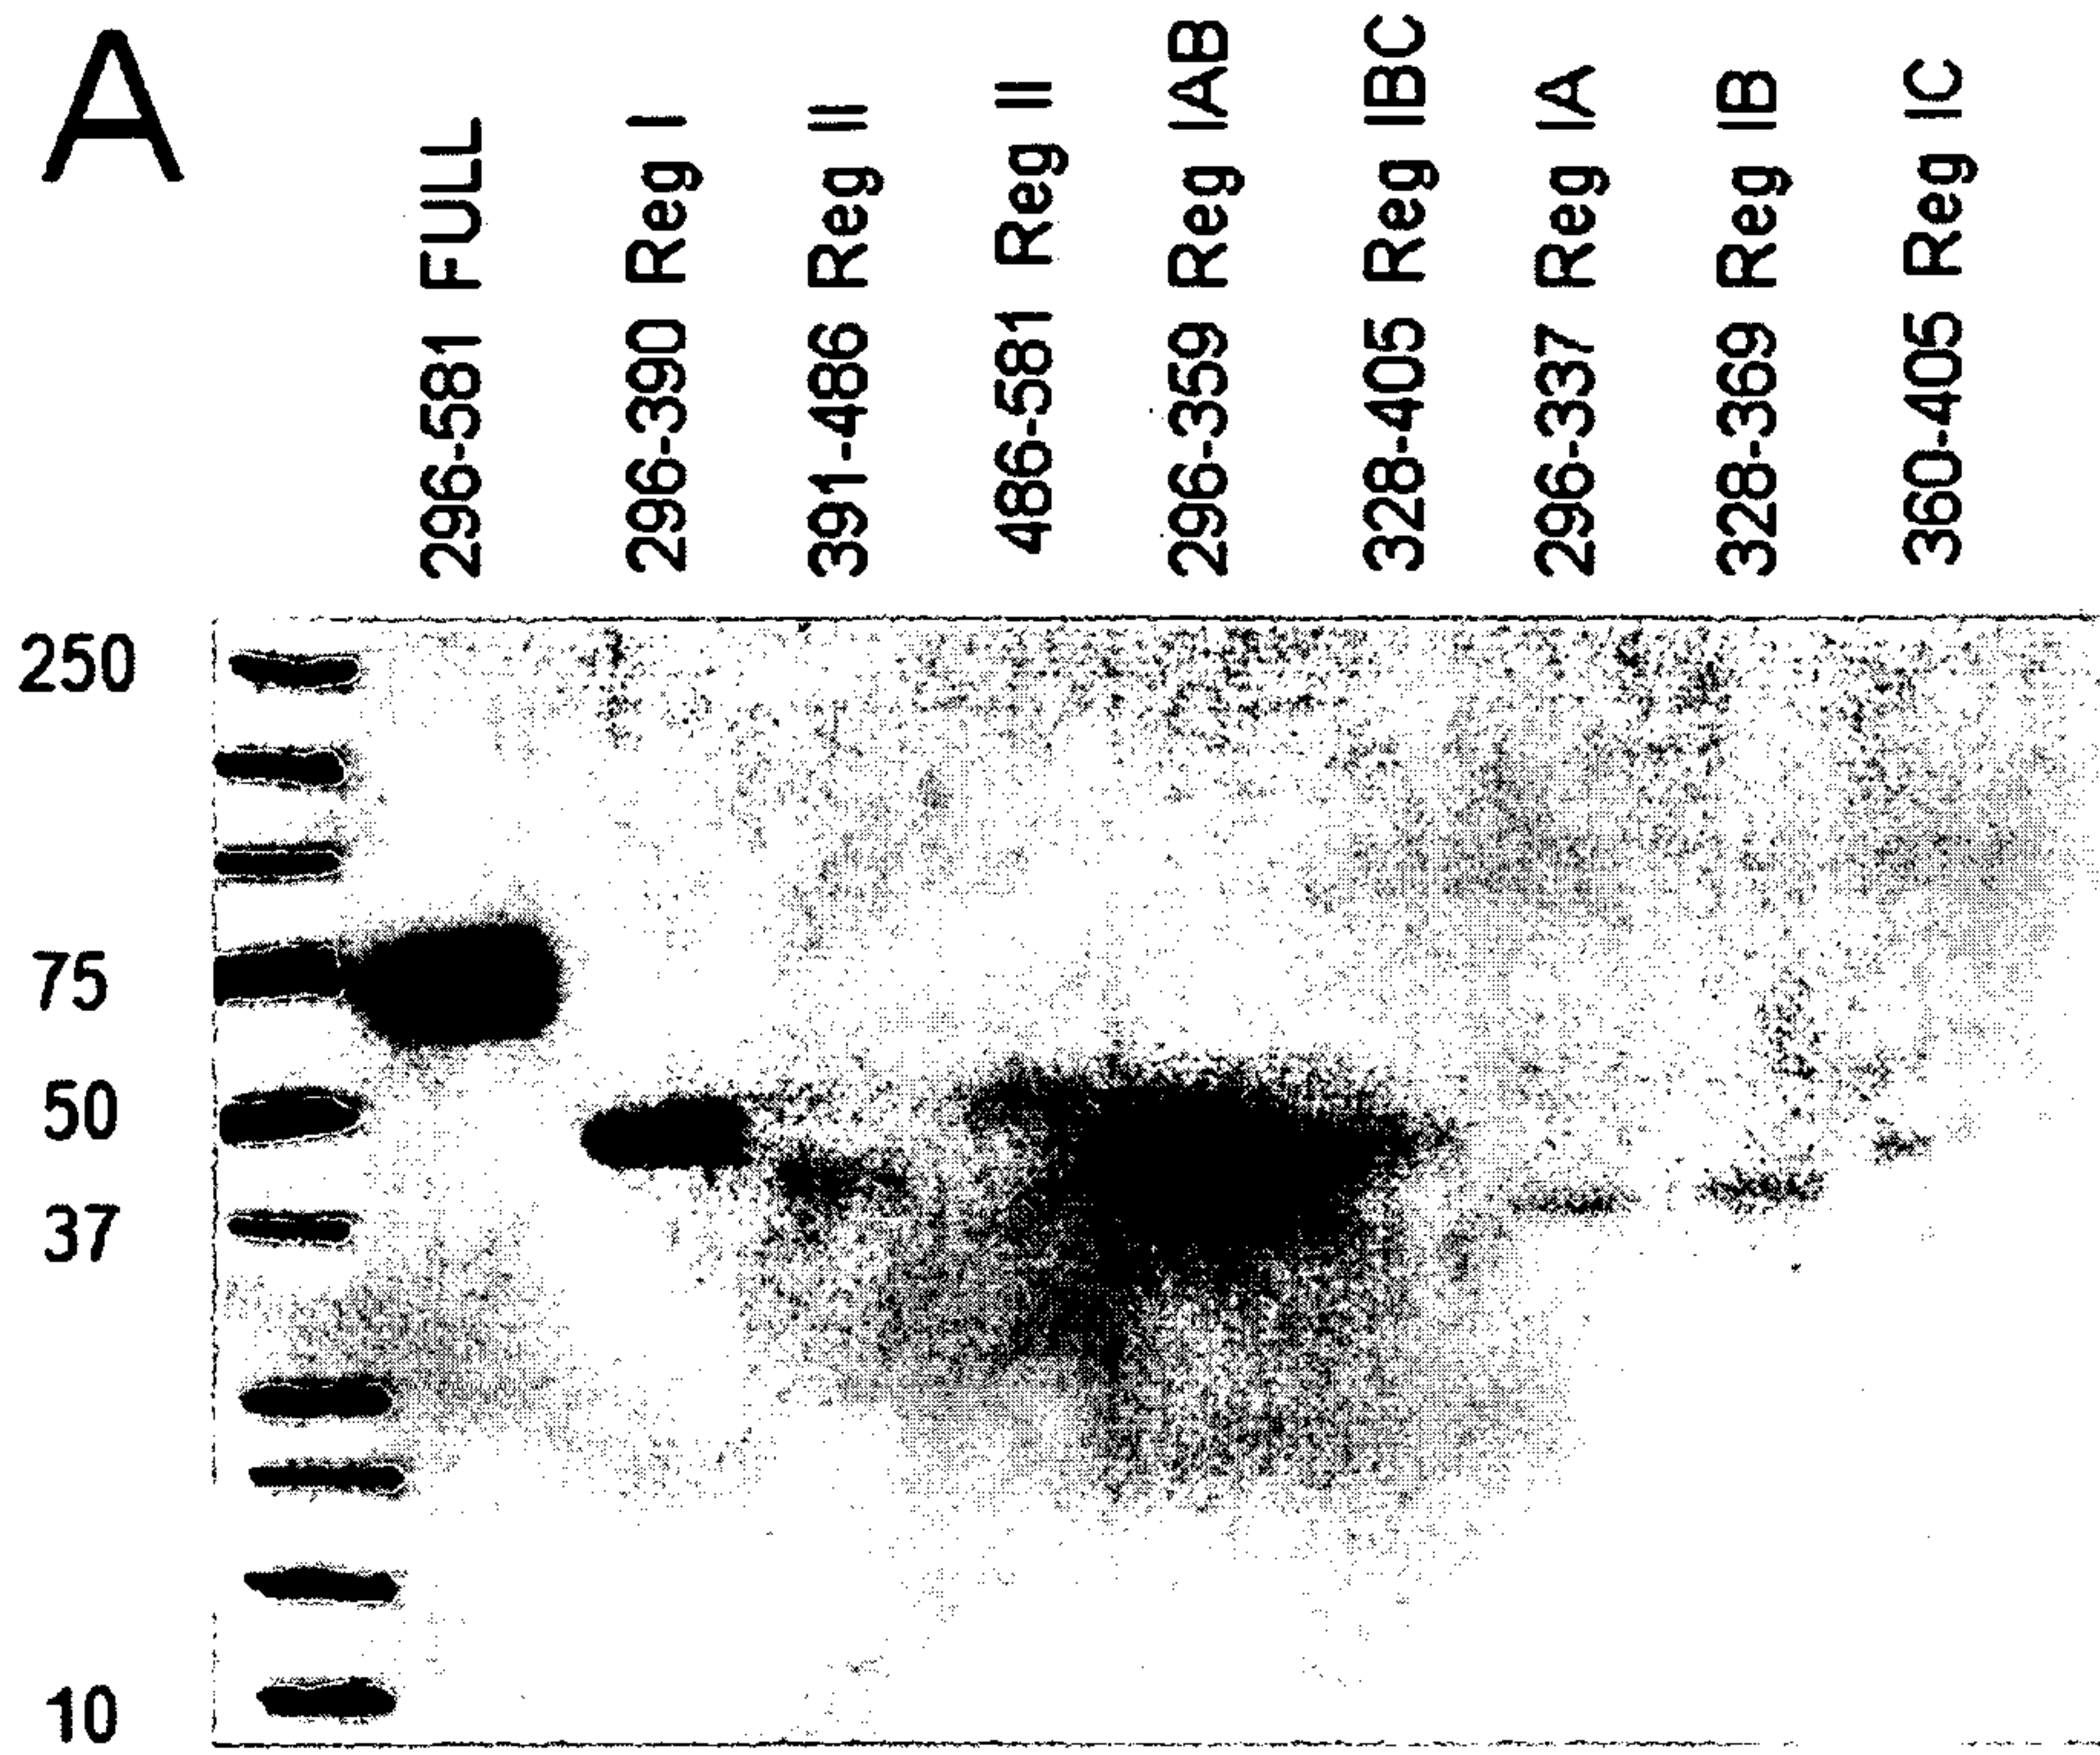 A
296-581 FULL
296-390 Reg I
391-486 Reg II
486-581 Reg II
296-359 Reg IAB
328-405 Reg IBC
296-337 Reg IA
328-369 Reg IB
360-405 Reg IC
250
75
50
37
10